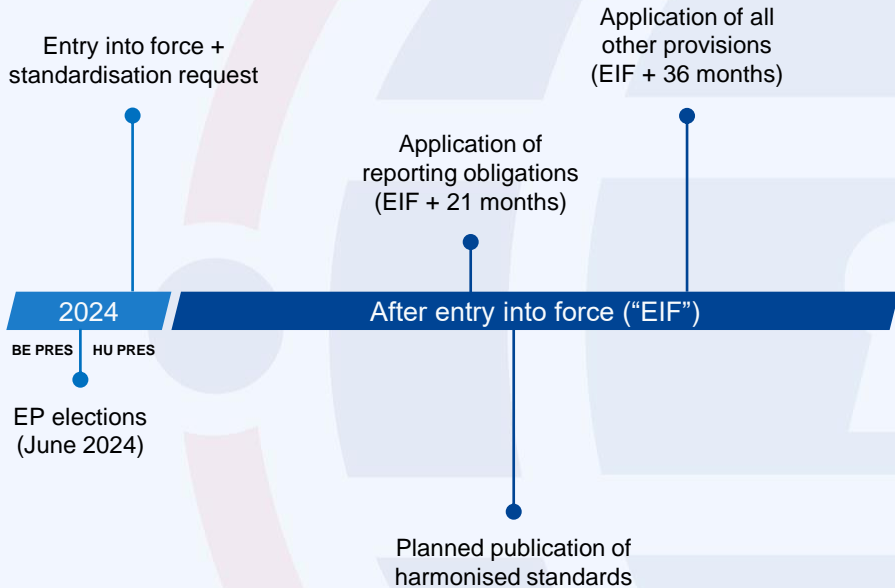 Entry into force +
standardisation request
Application of
reporting obligations
(EIF + 21 months)
Application of all
other provisions
(EIF + 36 months)
2024
After entry into force (“EIF”)
BE PRES
HU PRES
EP elections
(June 2024)
Planned publication of
harmonised standards